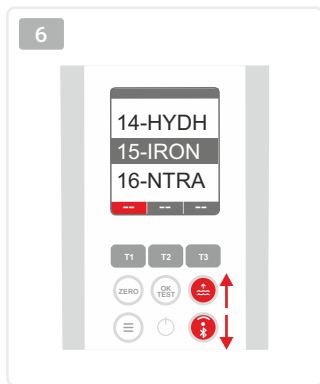 6
14-HYDH
15-IRON
16-NTRA
-- -- --
T1 T2 T3
ZERO OK TEST